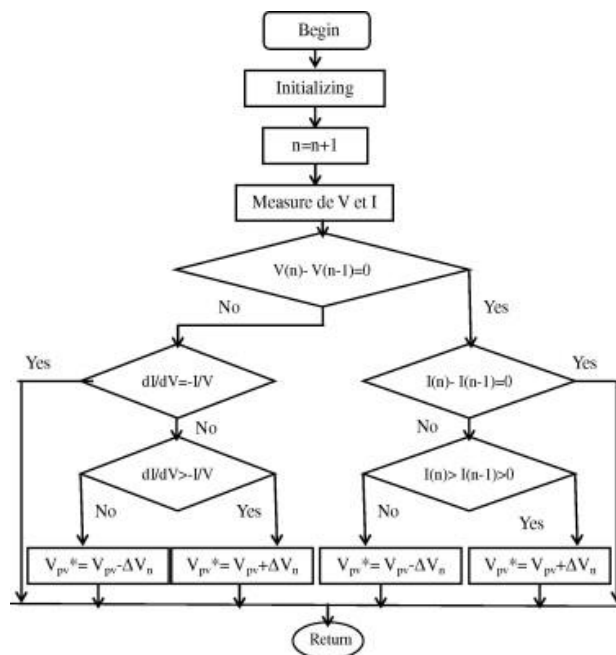 Begin
Initializing
n=n+1
Measure de V et I
V(n)- V(n-1)=0
No
Yes
Yes
dI/dV=-I/V
I(n)- I(n-1)=0
Yes
No
No
dI/dV>-I/V
I(n)> I(n-1)>0
No
Yes
No
Yes
Vpv*= Vpv-ΔVn
Vpv*= Vpv+ΔVn
Vpv*= Vpv-ΔVn
Vpv*= Vpv+ΔVn
Return